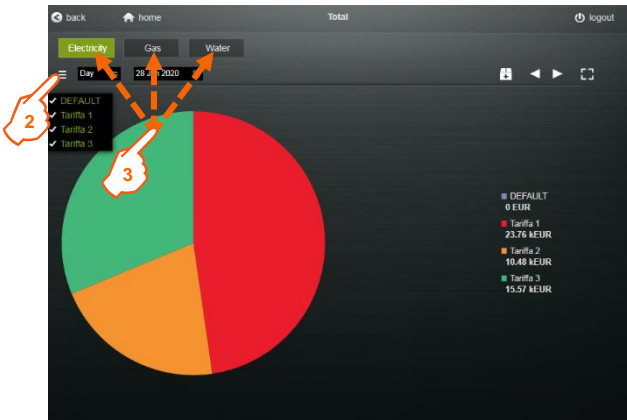 back home Total logout
Electricity Gas Water
Day 28 Jan 2020
DEFAULT
Tariffa 1
Tariffa 2
Tariffa 3
2
3
DEFAULT
0 EUR
Tariffa 1
23.76 kEUR
Tariffa 2
10.48 kEUR
Tariffa 3
15.57 kEUR